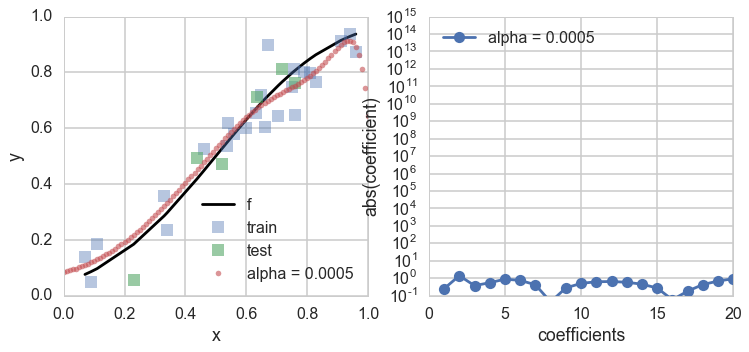 1.0
0.8
0.6
0.4
0.2
0.0
y
0.0 0.2 0.4 0.6 0.8 1.0
x
f
train
test
alpha = 0.0005
10^15
10^14
10^13
10^12
10^11
10^10
10^9
10^8
10^7
10^6
10^5
10^4
10^3
10^2
10^1
10^0
10^-1
abs(coefficient)
alpha = 0.0005
0 5 10 15 20
coefficients